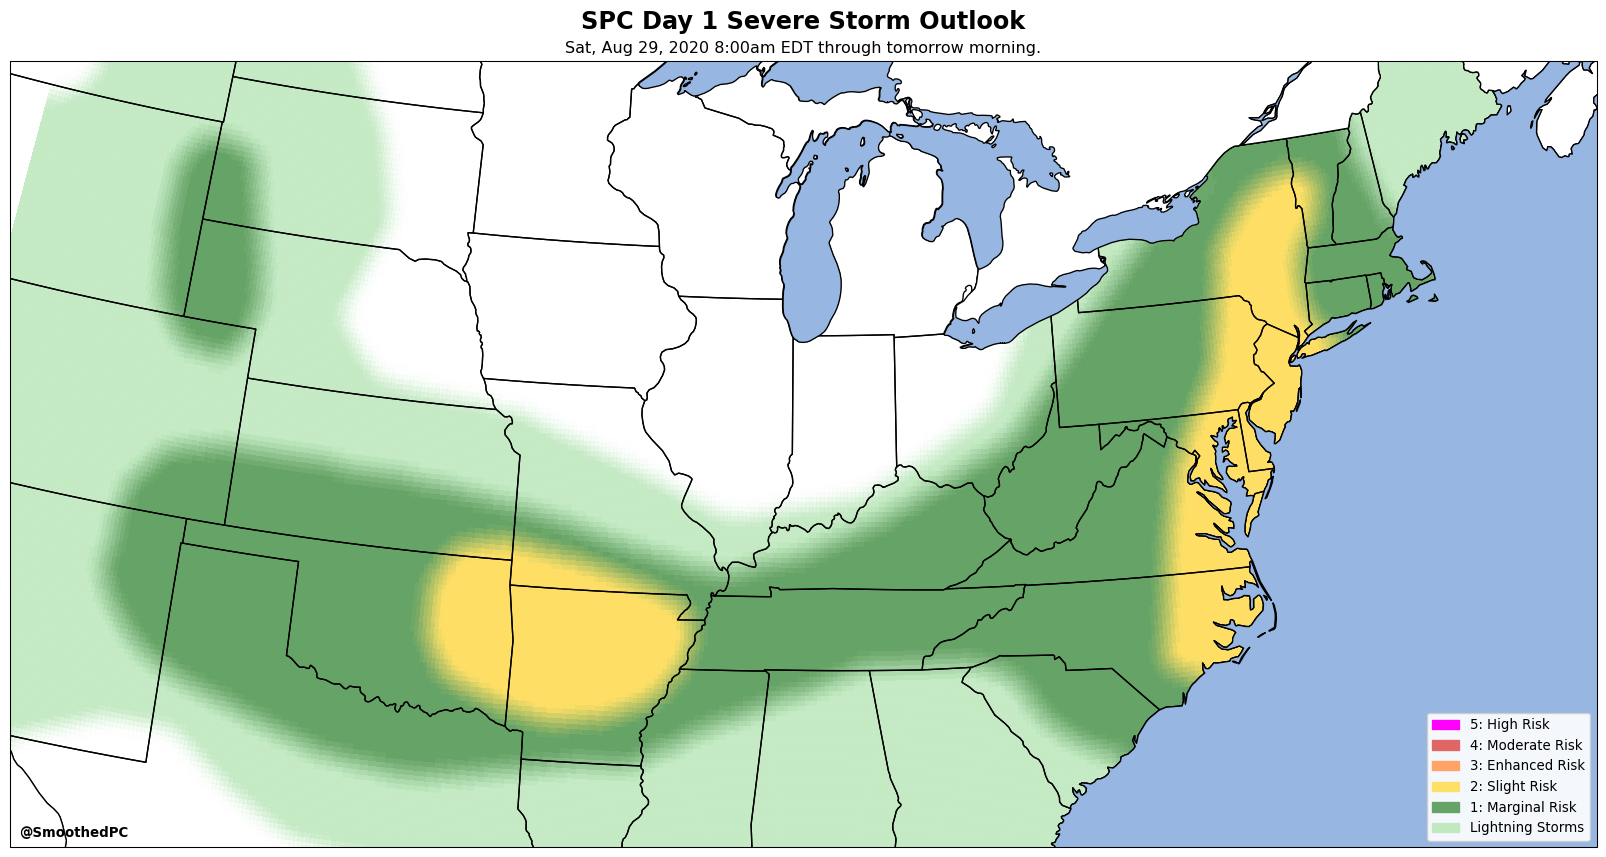 SPC Day 1 Severe Storm Outlook
Sat, Aug 29, 2020 8:00am EDT through tomorrow morning.
5: High Risk
4: Moderate Risk
3: Enhanced Risk
2: Slight Risk
1: Marginal Risk
Lightning Storms
@SmoothedPC